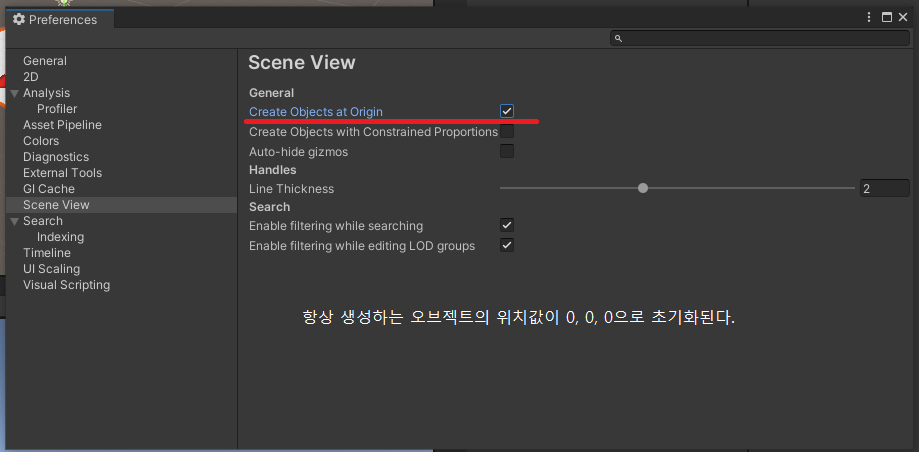 Preferences
General
2D
Analysis
Profiler
Asset Pipeline
Colors
Diagnostics
External Tools
GI Cache
Scene View
Search
Indexing
Timeline
UI Scaling
Visual Scripting
Scene View
General
Create Objects at Origin
Create Objects with Constrained Proportions
Auto-hide gizmos
Handles
Line Thickness 2
Search
Enable filtering while searching
Enable filtering while editing LOD groups
항상 생성하는 오브젝트의 위치값이 0, 0, 0으로 초기화된다.